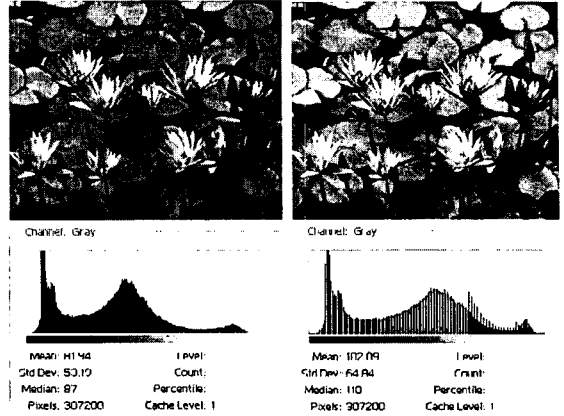 Channel: Gray
Mean: 81.94
Level:
Std Dev: 53.19
Count:
Median: 87
Percentile:
Pixels: 307200
Cache Level: 1
Channel: Gray
Mean: 102.09
Level:
Std Dev: 64.84
Count:
Median: 110
Percentile:
Pixels: 307200
Cache Level: 1